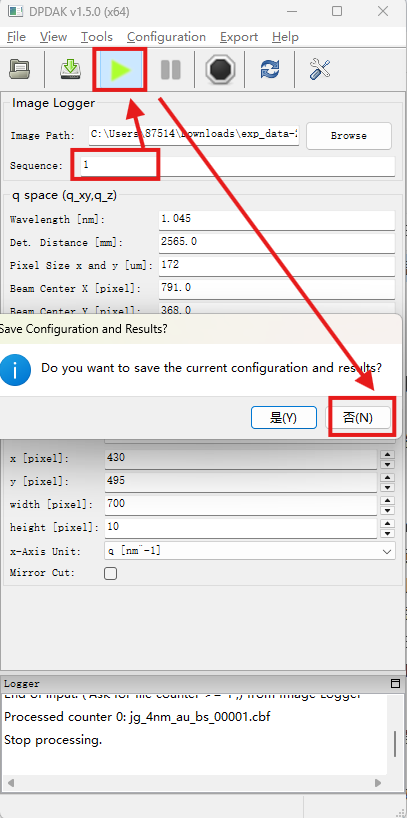 DPDAK v1.5.0 (x64)
File View Tools Configuration Export Help
Image Logger
Image Path: C:\Users\87514\Downloads\exp_data-2 Browse
Sequence: 1
q space (q_xy,q_z)
Wavelength [nm]: 1.045
Det. Distance [mm]: 2565.0
Pixel Size x and y [um]: 172
Beam Center X [pixel]: 791.0
Beam Center Y [pixel]: 368.0
Save Configuration and Results?
Do you want to save the current configuration and results?
是(Y) 否(N)
x [pixel]: 430
y [pixel]: 495
width [pixel]: 700
height [pixel]: 10
x-Axis Unit: q [nm^-1]
Mirror Cut:
Logger
End of input: ('Ask for file counter >= 1',) from Image Logger
Processed counter 0: jg_4nm_au_bs_00001.cbf
Stop processing.